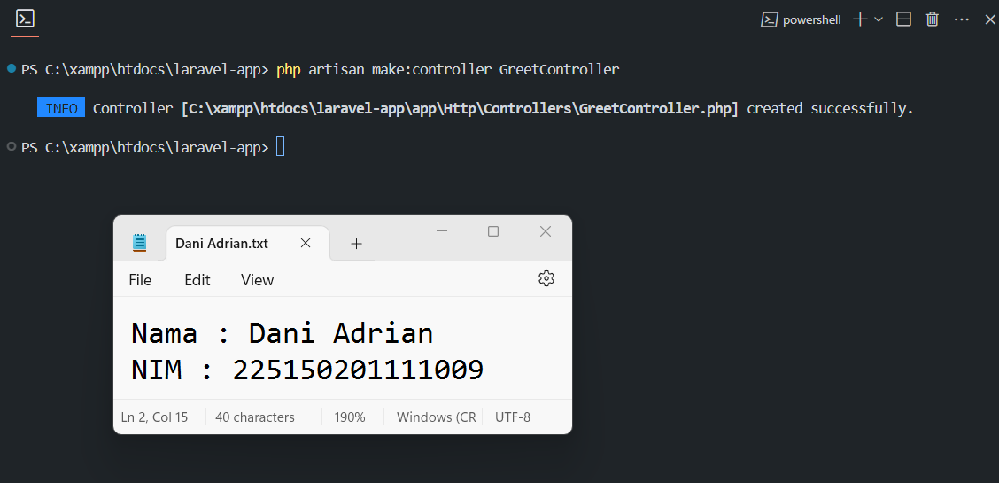 powershell
PS C:\xampp\htdocs\laravel-app> php artisan make:controller GreetController
INFO Controller [C:\xampp\htdocs\laravel-app\app\Http\Controllers\GreetController.php] created successfully.
PS C:\xampp\htdocs\laravel-app>
Dani Adrian.txt
File Edit View
Nama : Dani Adrian
NIM : 225150201111009
Ln 2, Col 15 40 characters 190% Windows (CR UTF-8